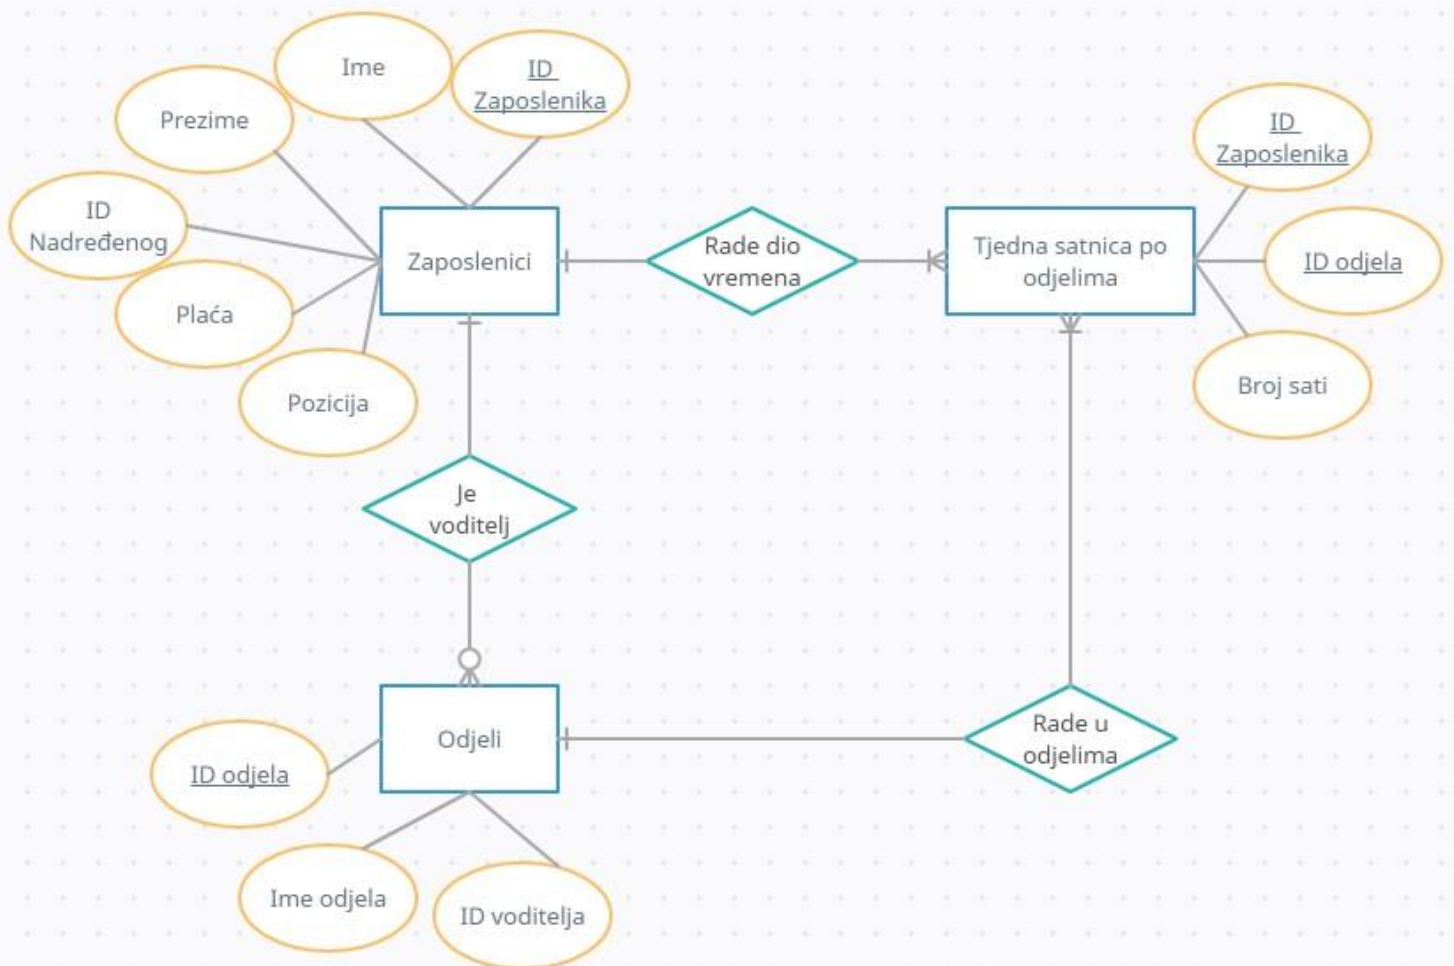 Ime
ID
Zaposlenika
Prezime
ID
Nadređenog
Plaća
Pozicija
Zaposlenici
Rade dio
vremena
Tjedna satnica po
odjelima
ID
Zaposlenika
ID odjela
Broj sati
Je
voditelj
Odjeli
Rade u
odjelima
ID odjela
Ime odjela
ID voditelja